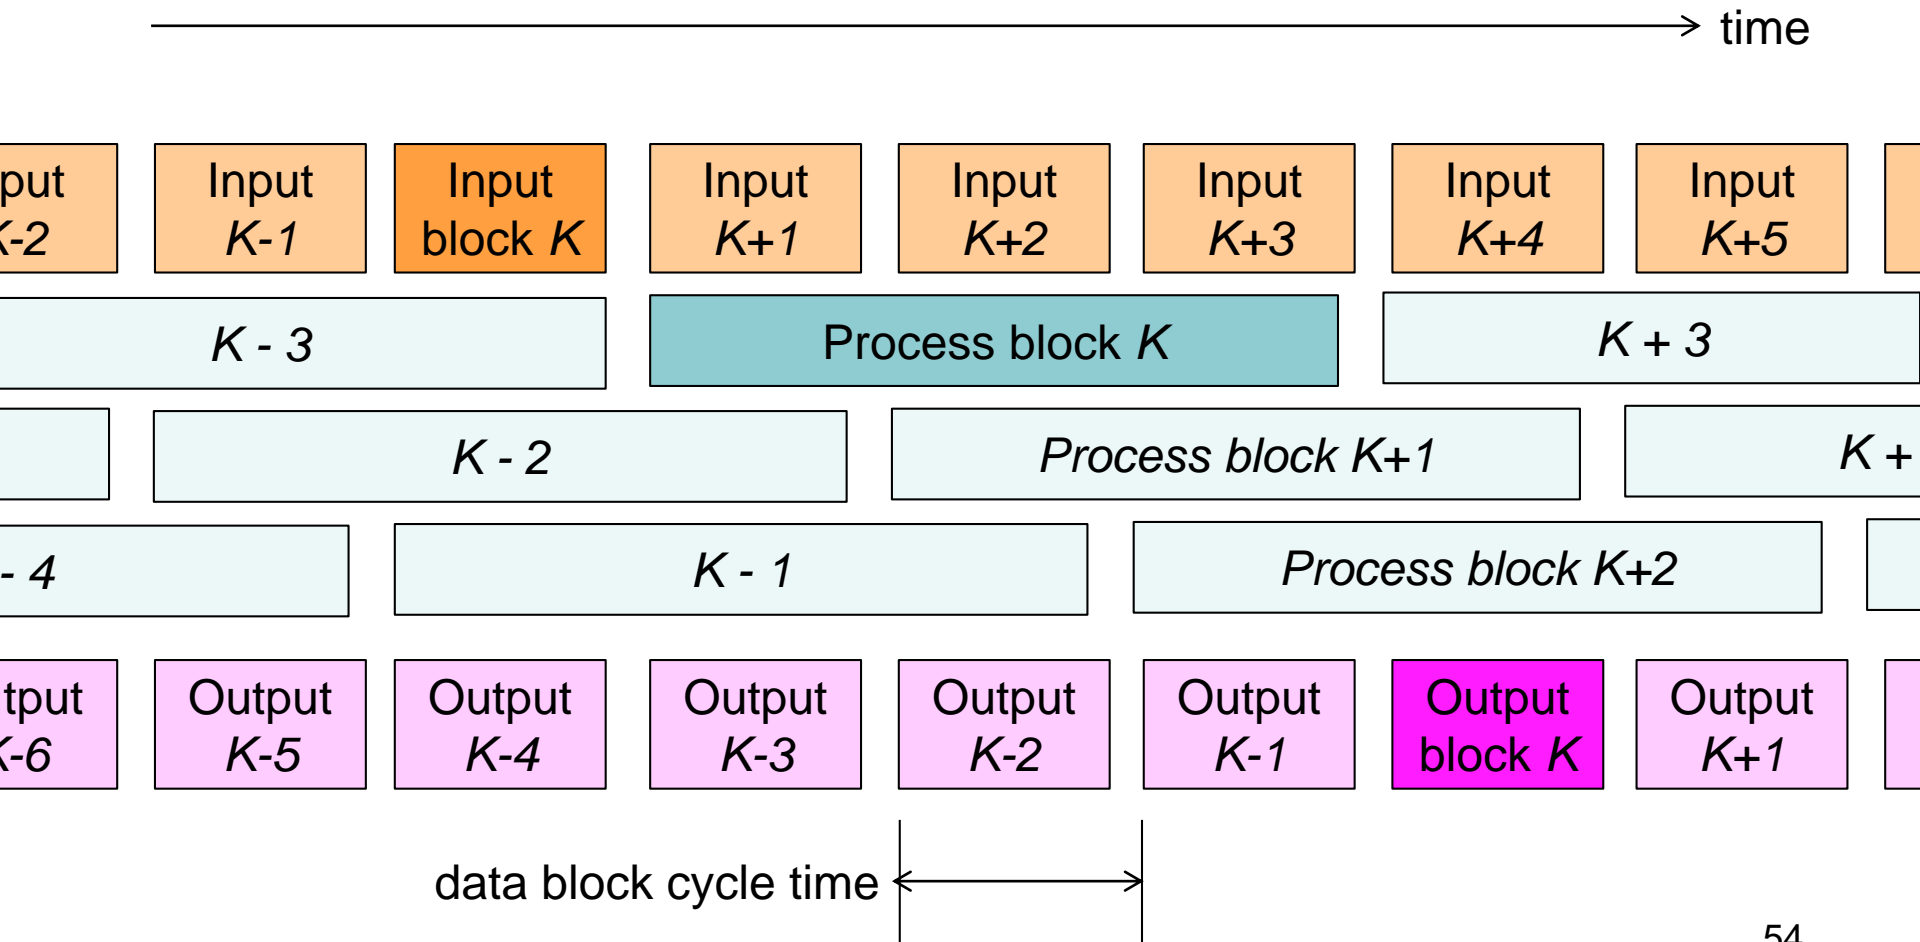 time
put
K-2
Input
K-1
Input
block K
Input
K+1
Input
K+2
Input
K+3
Input
K+4
Input
K+5
K - 3
Process block K
K + 3
K - 2
Process block K+1
K +
- 4
K - 1
Process block K+2
tput
K-6
Output
K-5
Output
K-4
Output
K-3
Output
K-2
Output
K-1
Output
block K
Output
K+1
data block cycle time
54